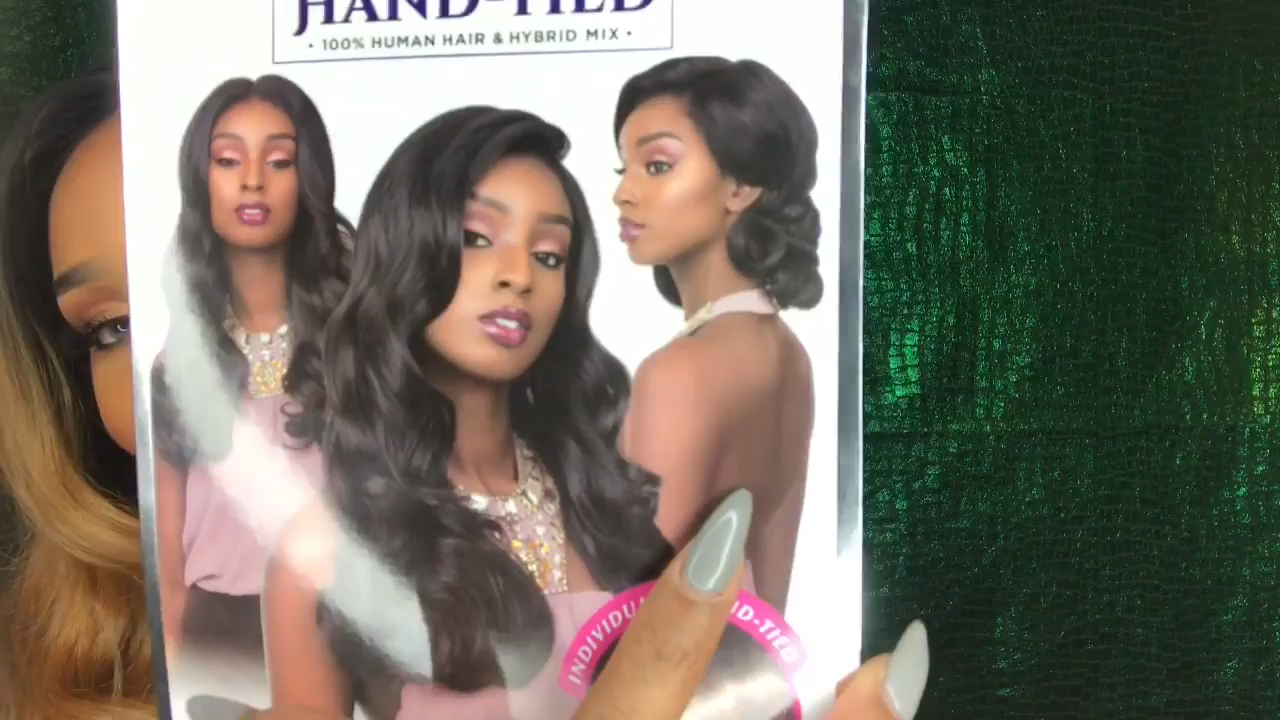 HAND-TIED
• 100% HUMAN HAIR & HYBRID MIX •